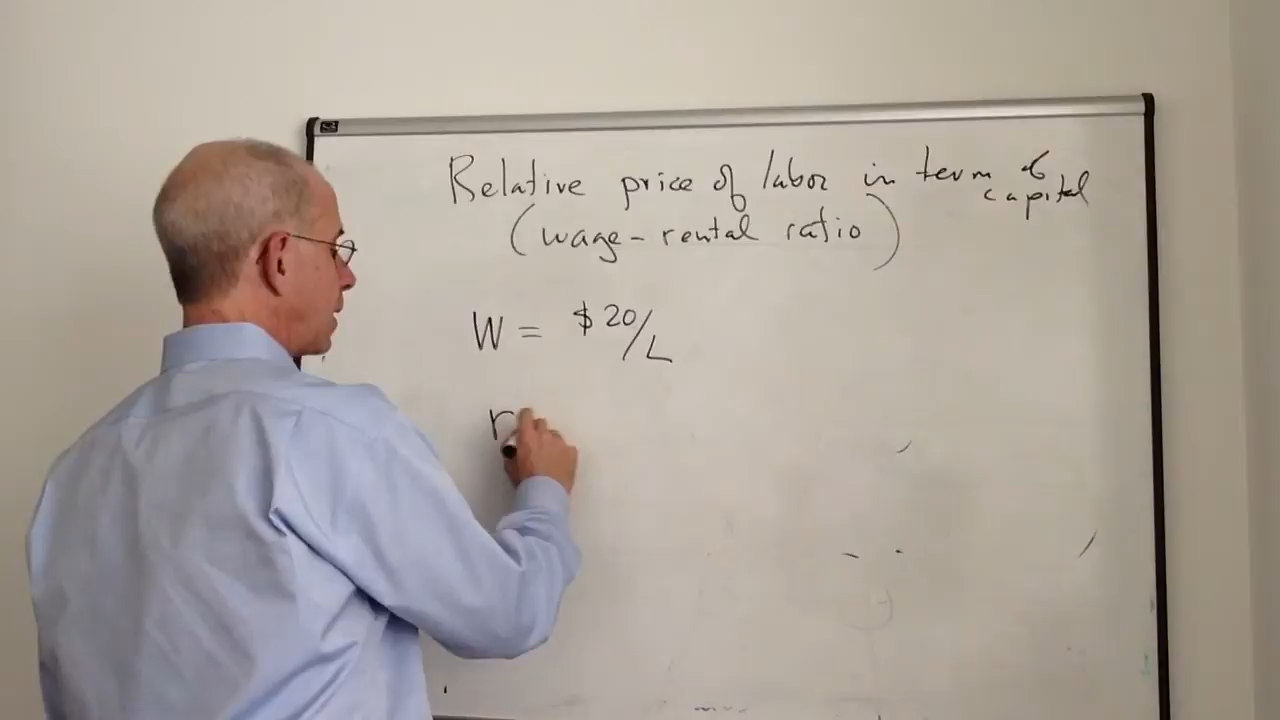 Relative price of labor in term of capital
(wage-rental ratio)
W = $20/L
r